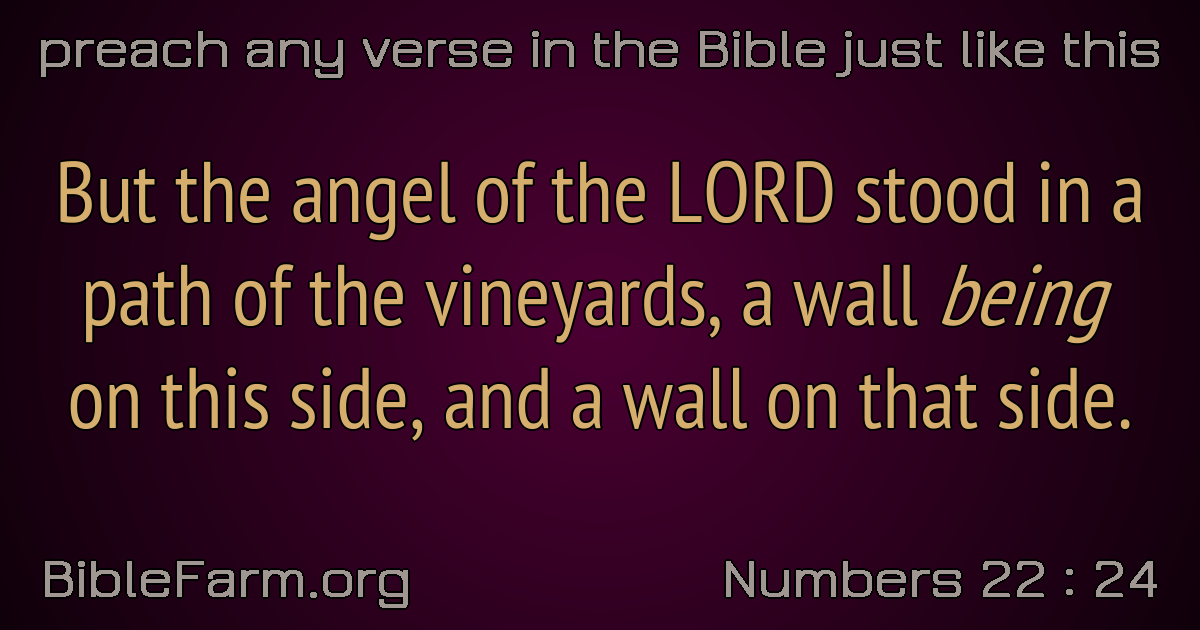 preach any verse in the Bible just like this
But the angel of the LORD stood in a
path of the vineyards, a wall being
on this side, and a wall on that side.
BibleFarm.org
Numbers 22 : 24